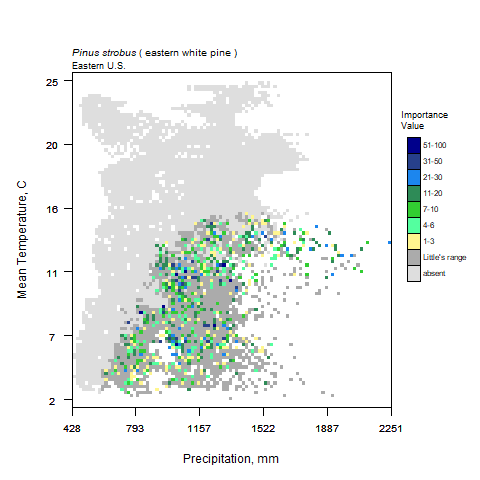 Pinus strobus ( eastern white pine )
Eastern U.S.
Importance
Value
51-100
31-50
21-30
11-20
7-10
4-6
1-3
Little's range
absent
Mean Temperature, C
25
20
16
11
7
2
428 793 1157 1522 1887 2251
Precipitation, mm